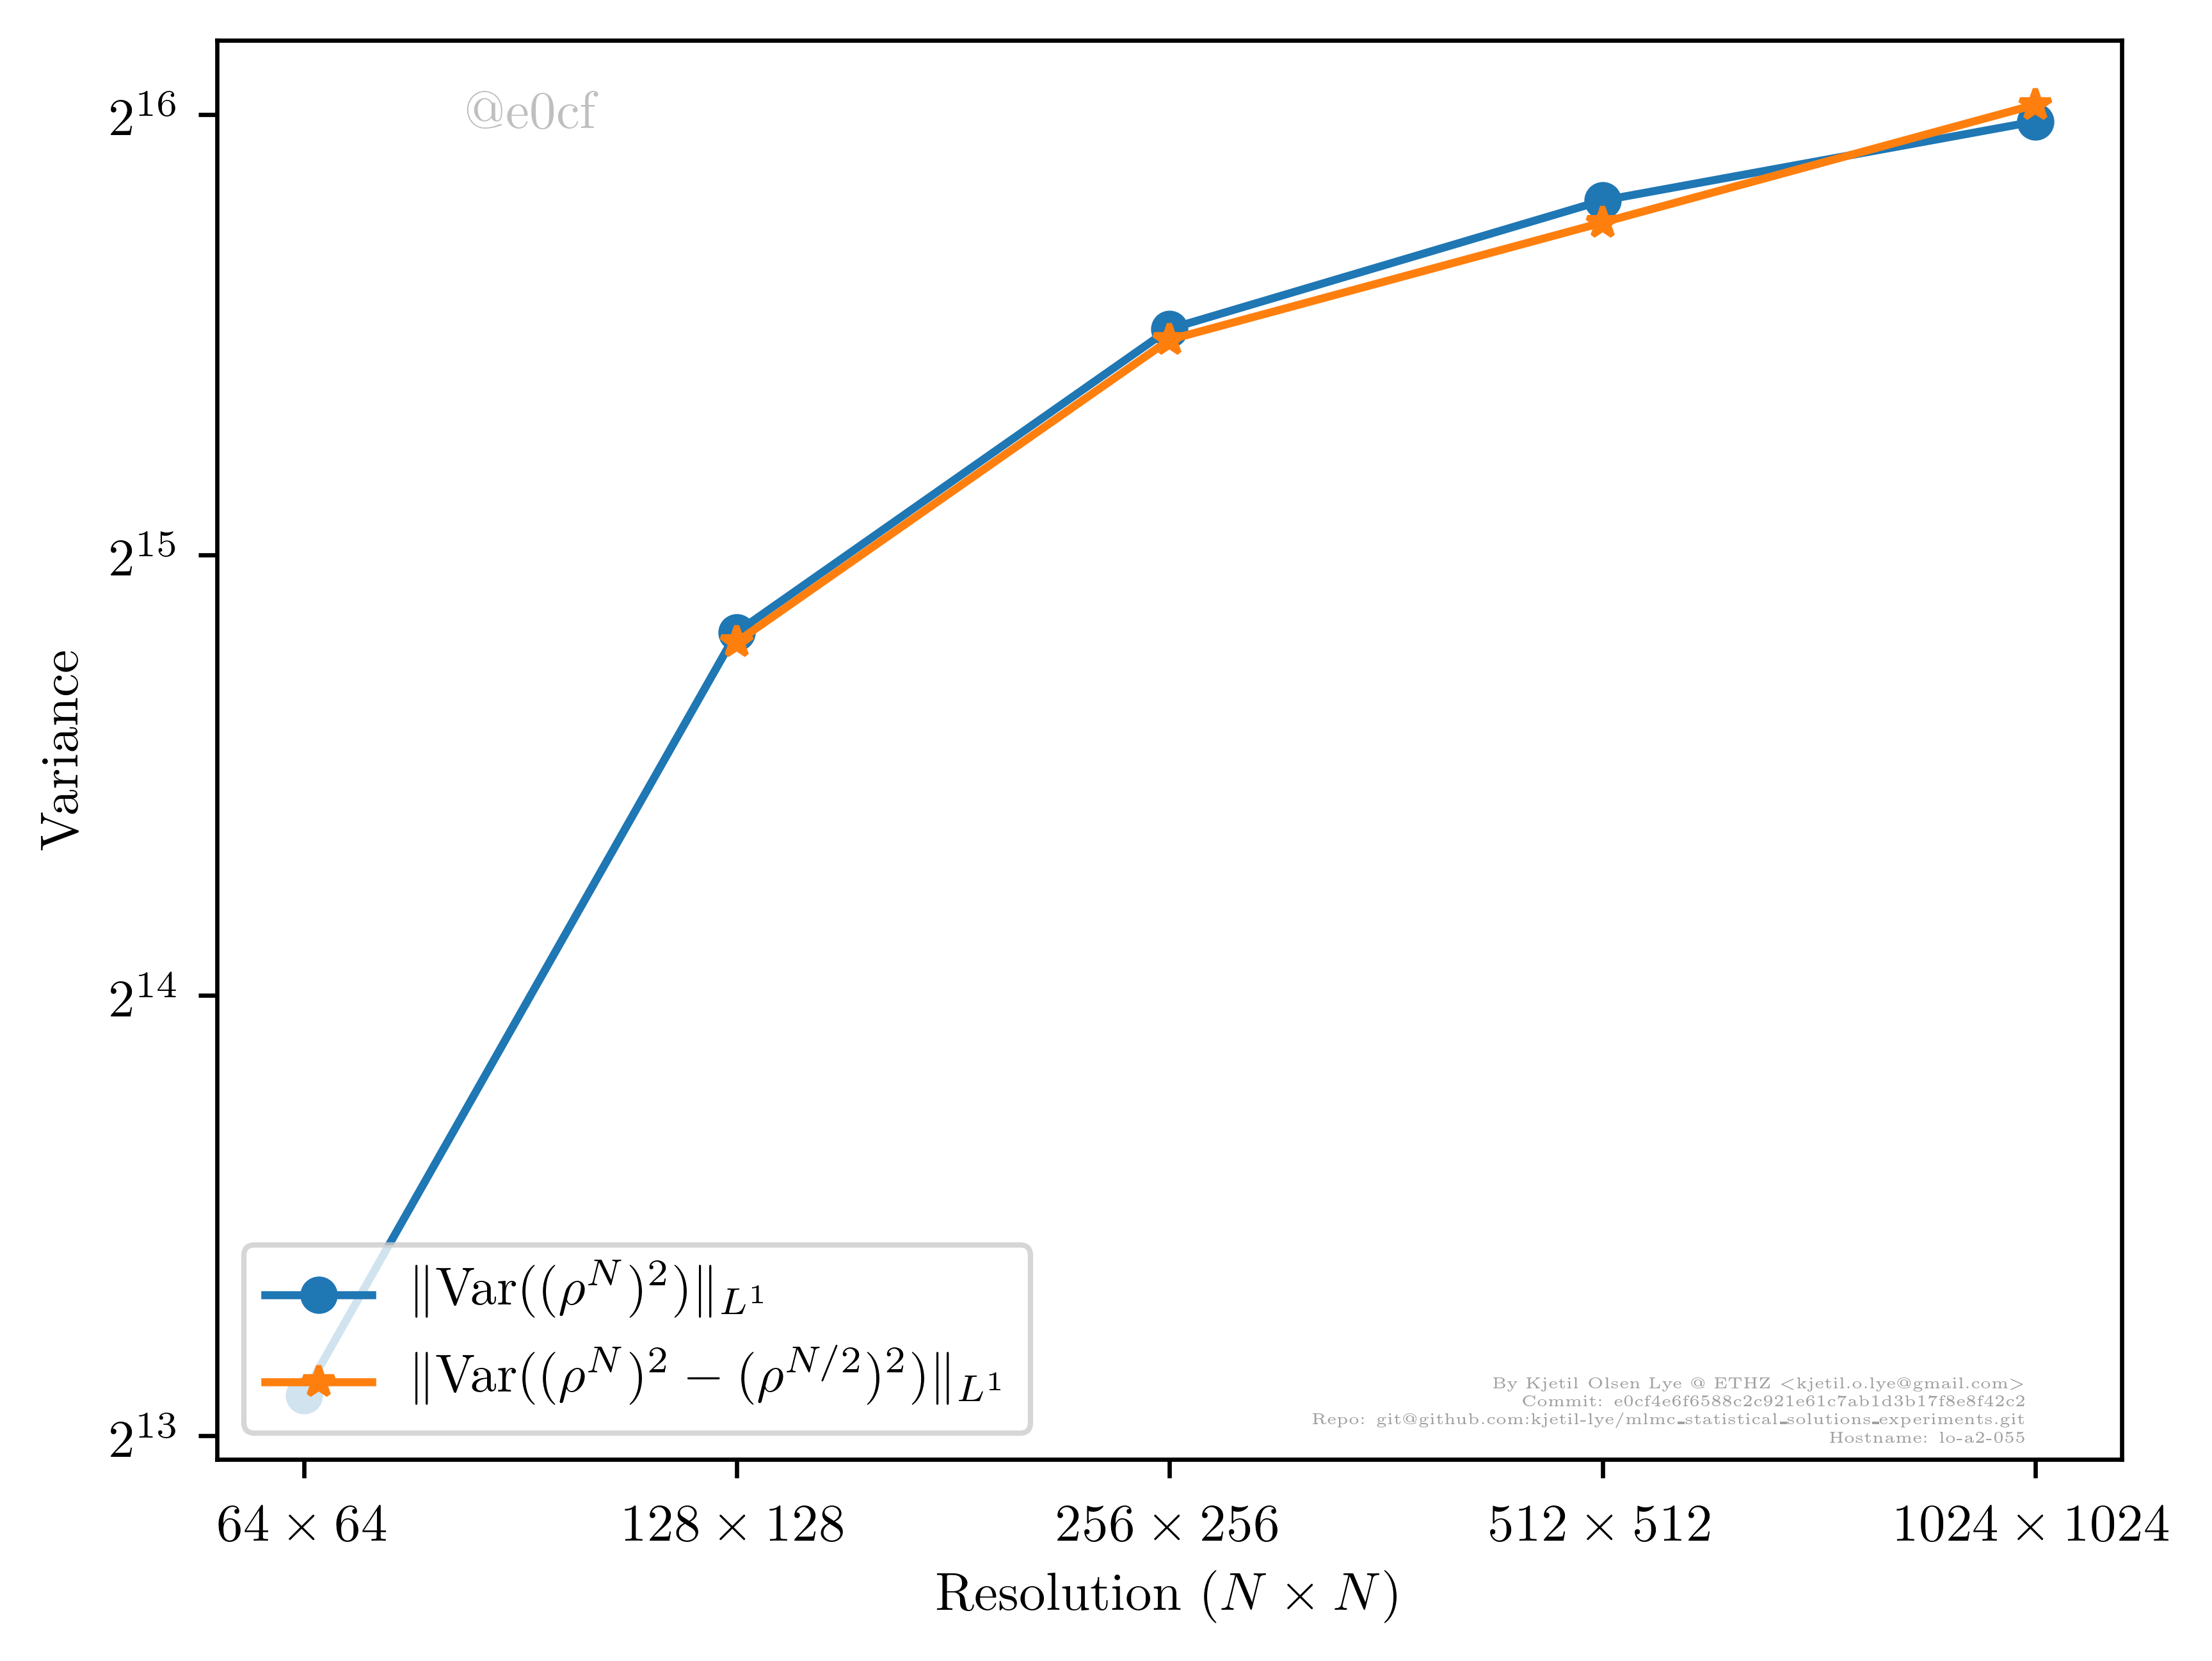 @e0cf
2^16
2^15
2^14
2^13
Variance
‖Var((ρ^N)^2)‖_{L^1}
‖Var((ρ^N)^2 − (ρ^{N/2})^2)‖_{L^1}
By Kjetil Olsen Lye @ ETHZ <kjetil.o.lye@gmail.com>
Commit: e0cf4e6f6588c2c921e61c7ab1d3b17f8e8f42c2
Repo: git@github.com:kjetil-lye/mlmc_statistical_solutions_experiments.git
Hostname: lo-a2-055
64 × 64
128 × 128
256 × 256
512 × 512
1024 × 1024
Resolution (N × N)